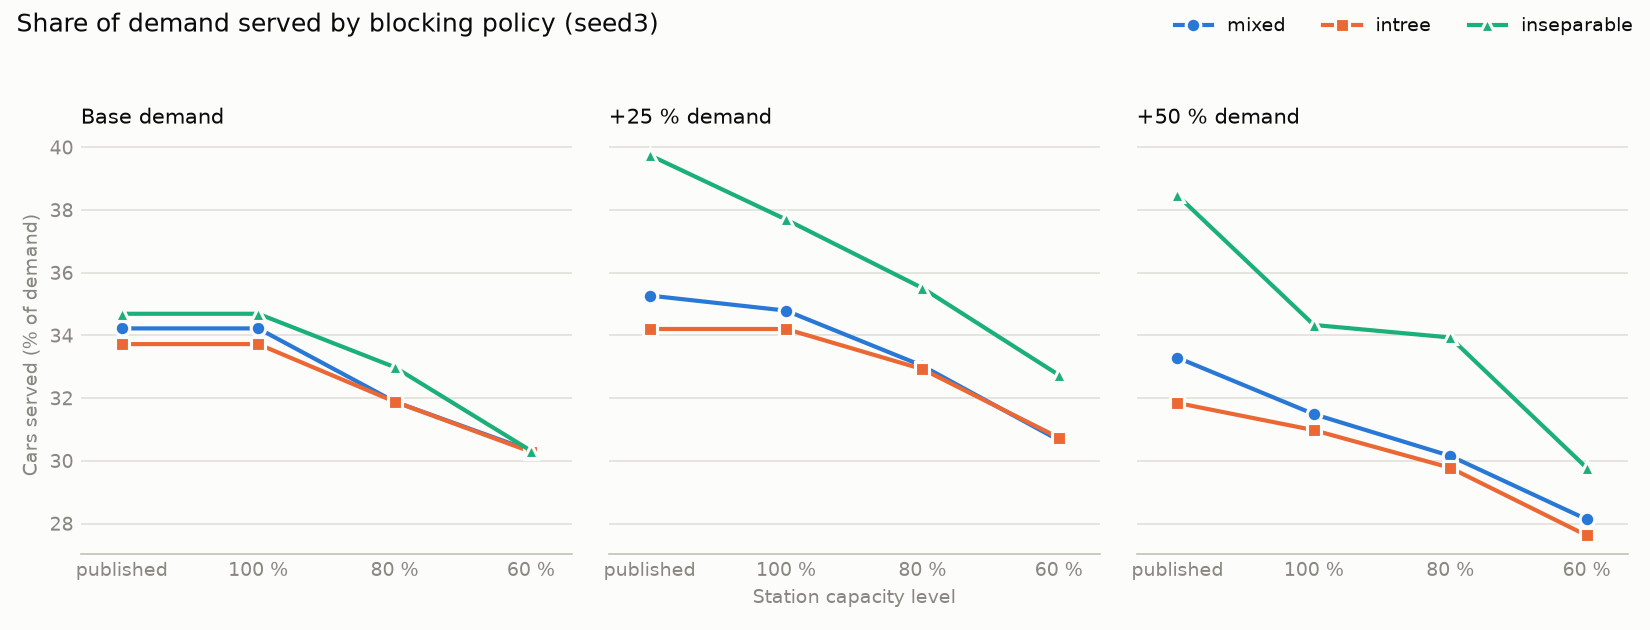 Share of demand served by blocking policy (seed3)
mixed
intree
inseparable
Base demand
+25 % demand
+50 % demand
Cars served (% of demand)
40
38
36
34
32
30
28
published
100 %
80 %
60 %
published
100 %
80 %
60 %
published
100 %
80 %
60 %
Station capacity level